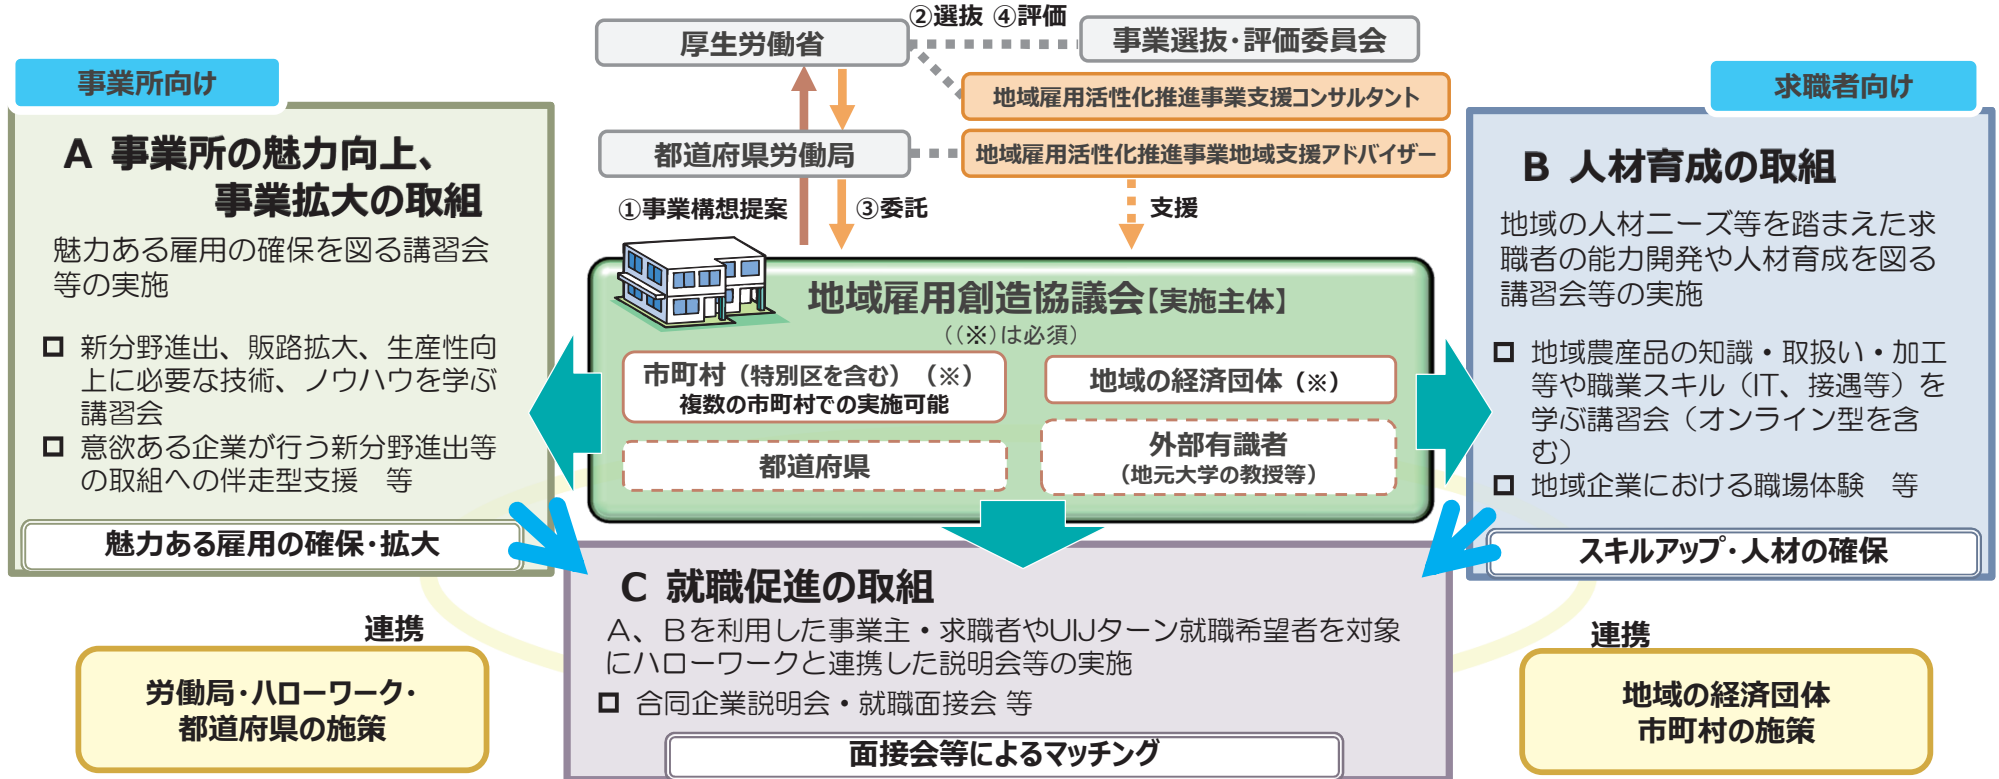 ②選抜 ④評価
厚生労働省
事業選抜・評価委員会
地域雇用活性化推進事業支援コンサルタント
都道府県労働局
地域雇用活性化推進事業地域支援アドバイザー
①事業構想提案
③委託
支援
事業所向け
A 事業所の魅力向上、
事業拡大の取組
魅力ある雇用の確保を図る講習会
等の実施
新分野進出、販路拡大、生産性向
上に必要な技術、ノウハウを学ぶ
講習会
意欲ある企業が行う新分野進出等
の取組への伴走型支援 等
魅力ある雇用の確保・拡大
地域雇用創造協議会【実施主体】
((※)は必須)
市町村（特別区を含む）（※）
複数の市町村での実施可能
地域の経済団体（※）
都道府県
外部有識者
（地元大学の教授等）
求職者向け
B 人材育成の取組
地域の人材ニーズ等を踏まえた求
職者の能力開発や人材育成を図る
講習会等の実施
地域農産品の知識・取扱い・加工
等や職業スキル（IT、接遇等）を
学ぶ講習会（オンライン型を含
む）
地域企業における職場体験 等
スキルアップ・人材の確保
C 就職促進の取組
A、Bを利用した事業主・求職者やUIJターン就職希望者を対象
にハローワークと連携した説明会等の実施
合同企業説明会・就職面接会 等
面接会等によるマッチング
連携
労働局・ハローワーク・
都道府県の施策
連携
地域の経済団体
市町村の施策